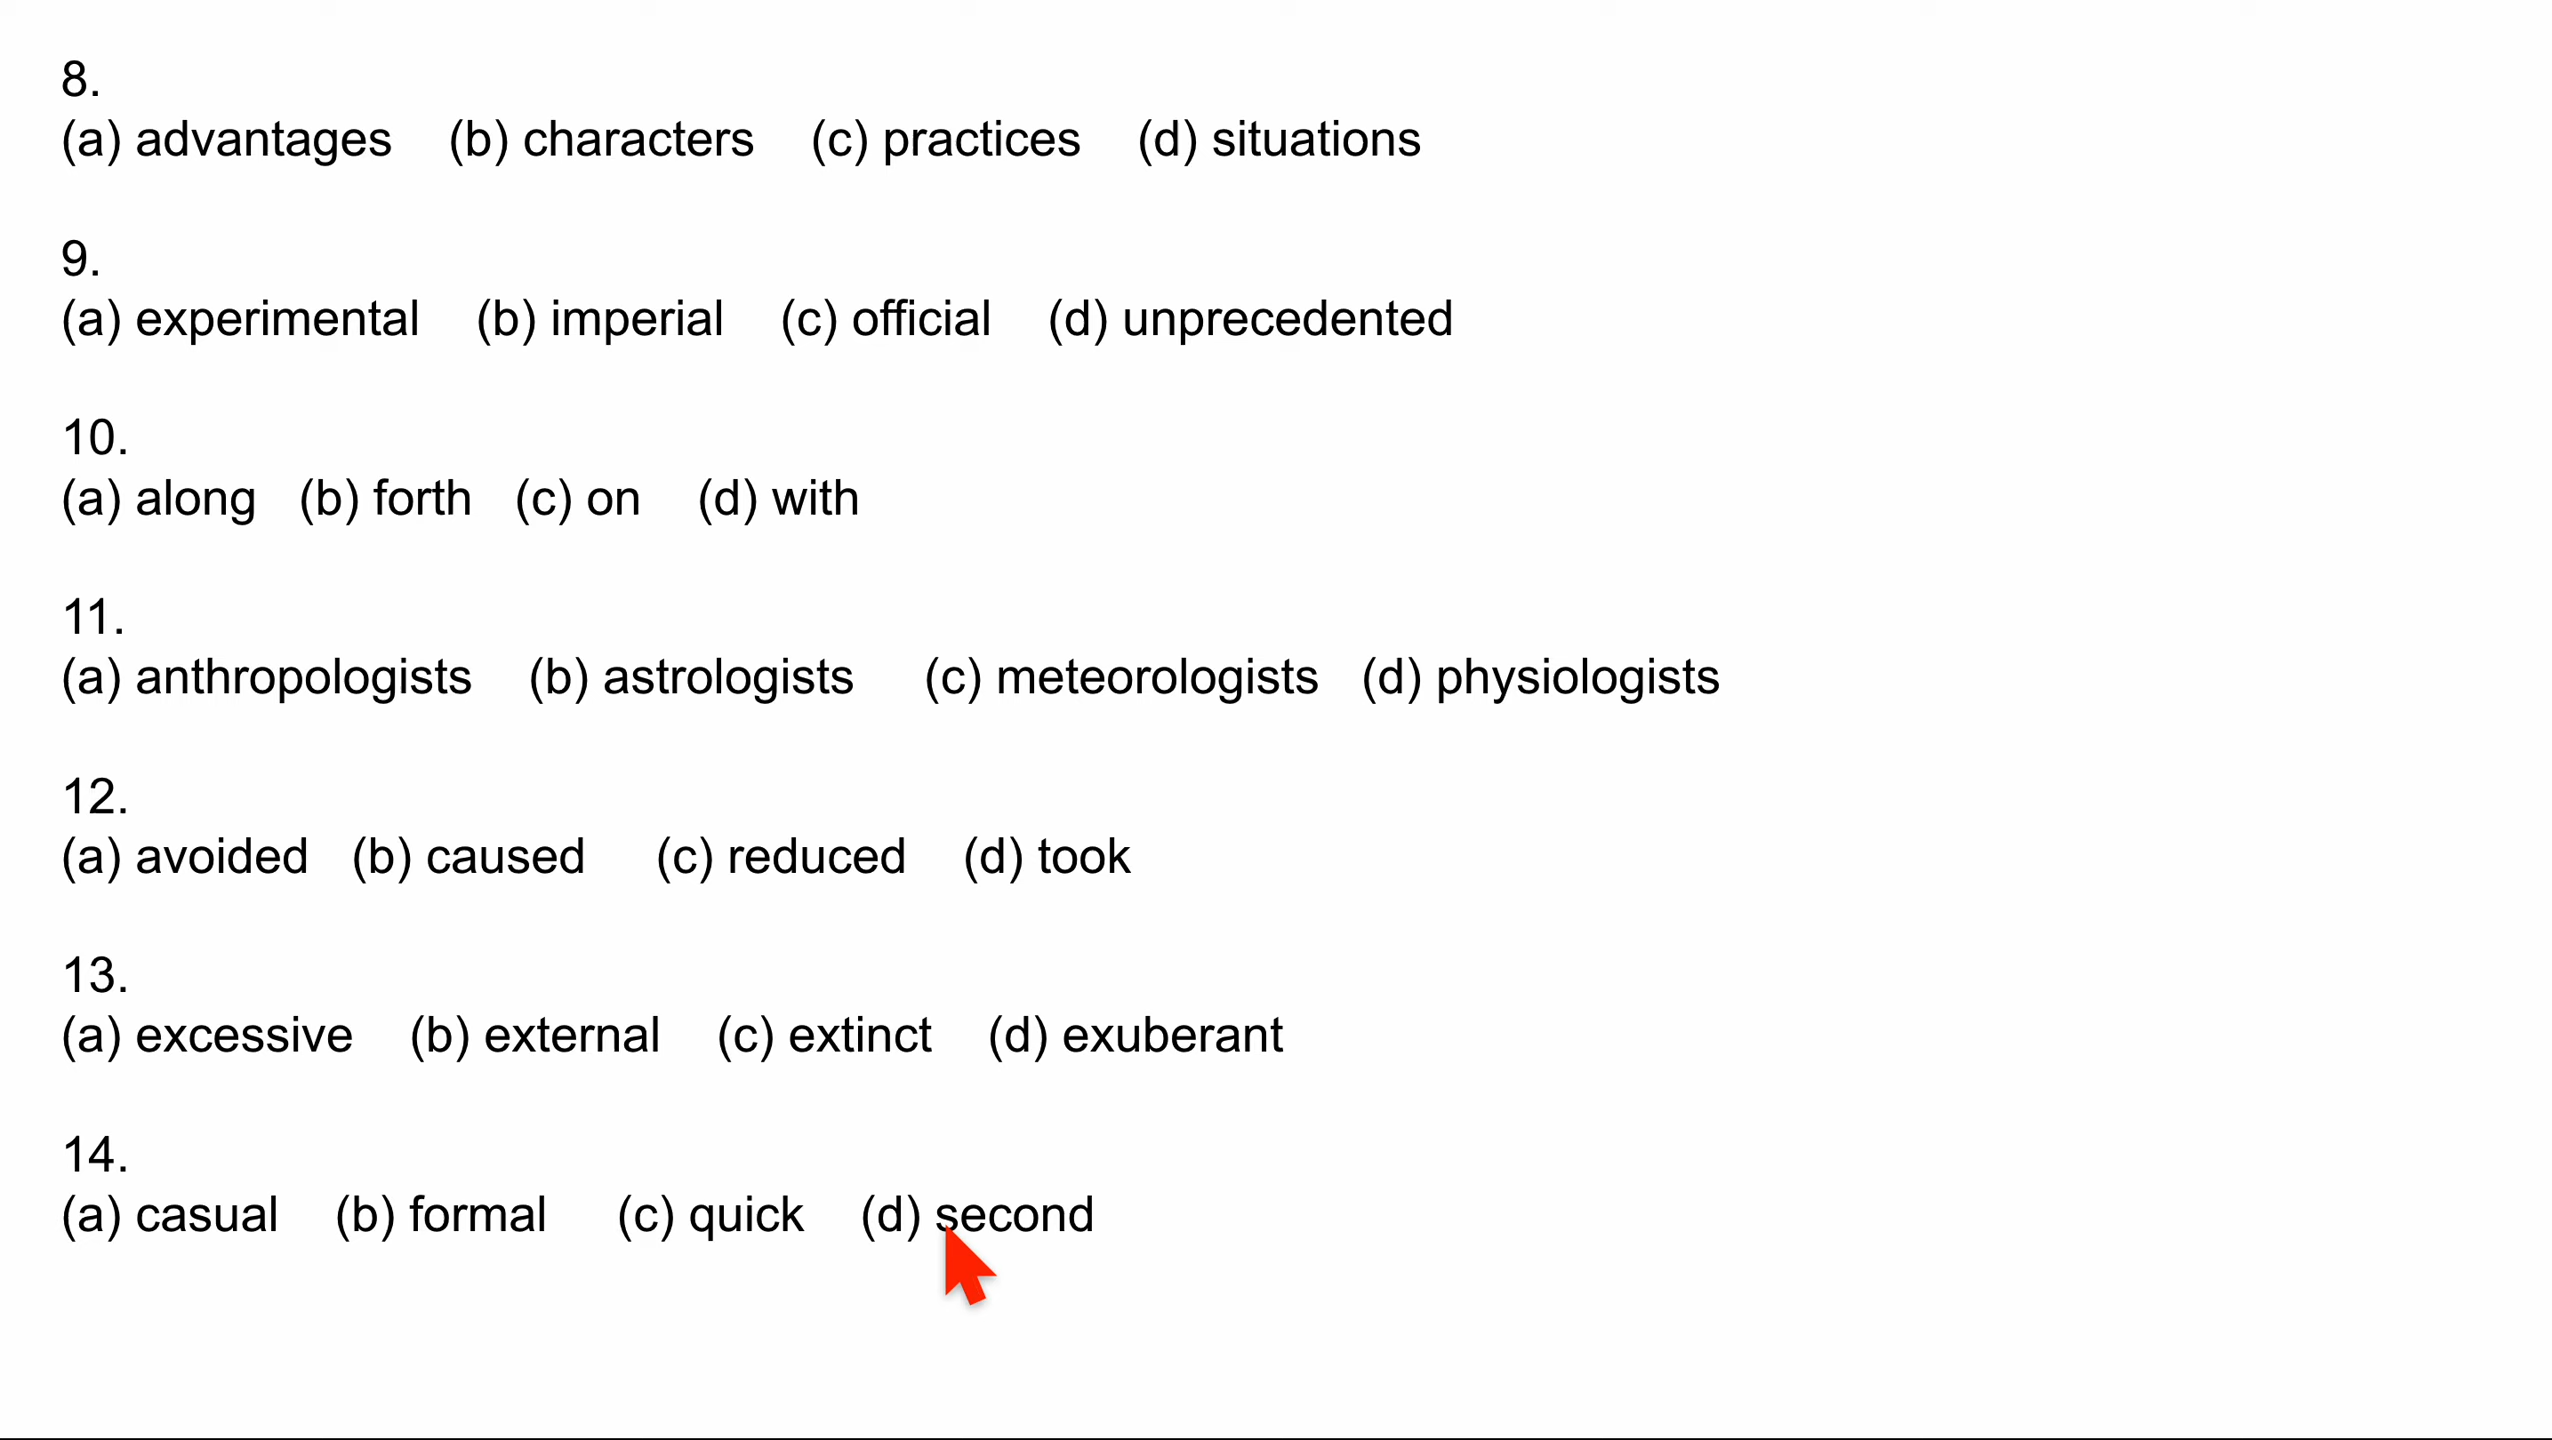 8.
(a) advantages (b) characters (c) practices (d) situations
9.
(a) experimental (b) imperial (c) official (d) unprecedented
10.
(a) along (b) forth (c) on (d) with
11.
(a) anthropologists (b) astrologists (c) meteorologists (d) physiologists
12.
(a) avoided (b) caused (c) reduced (d) took
13.
(a) excessive (b) external (c) extinct (d) exuberant
14.
(a) casual (b) formal (c) quick (d) second